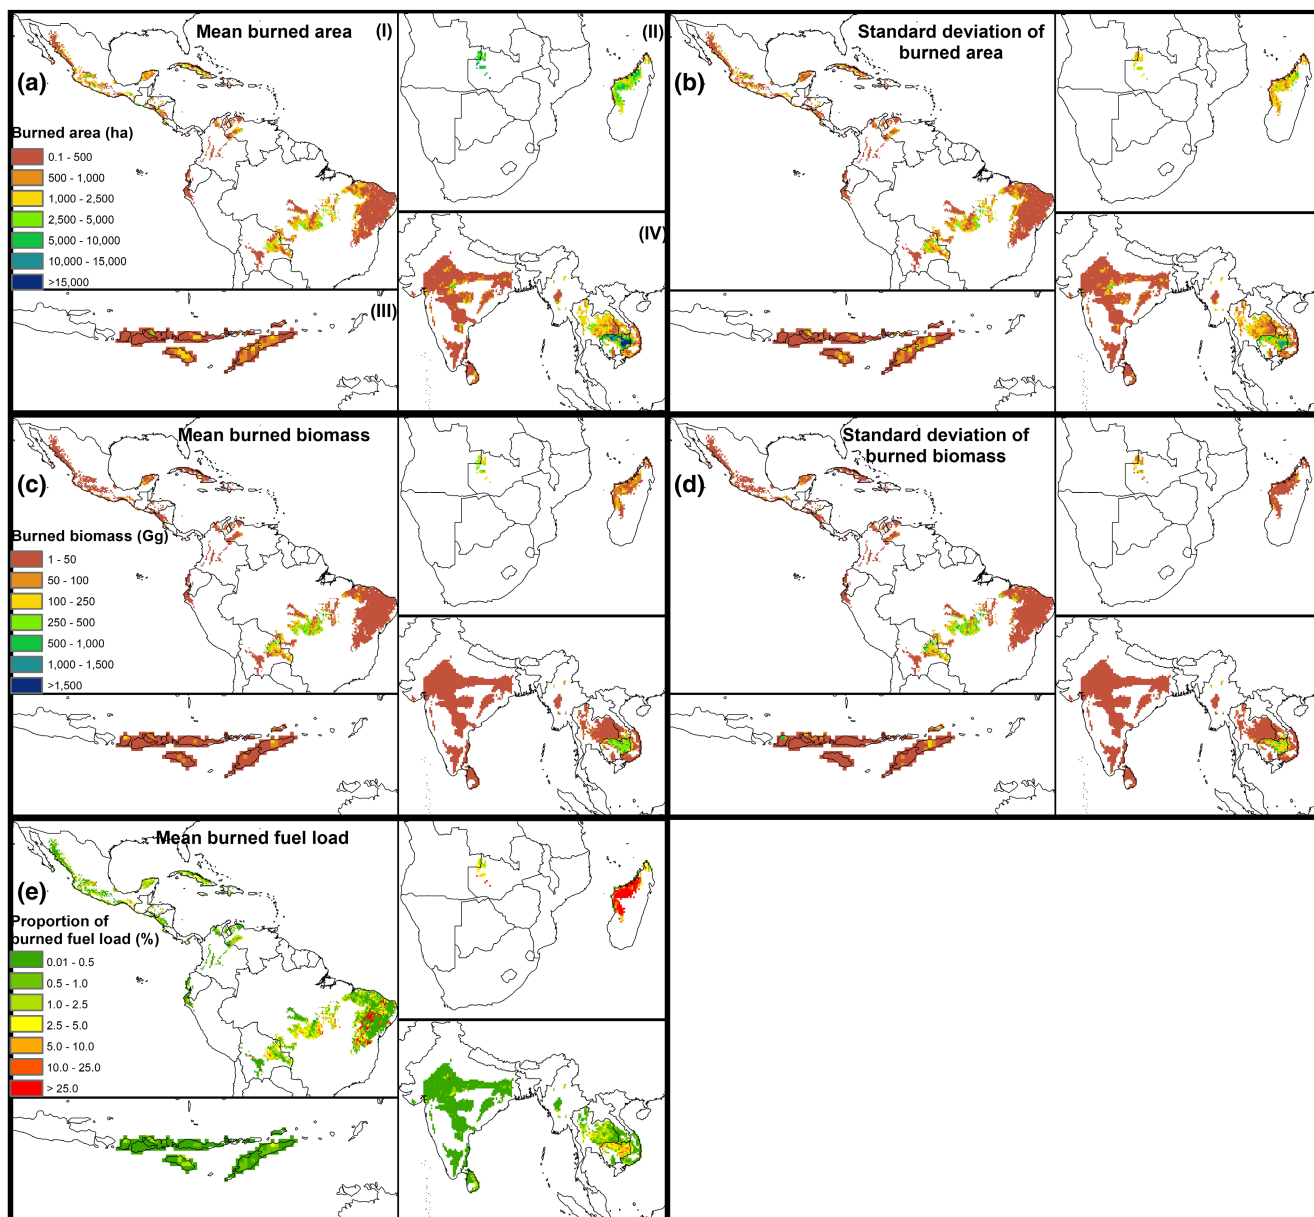 Mean burned area
(I)
(II)
Standard deviation of
burned area
(a)
(b)
Burned area (ha)
0.1 - 500
500 - 1,000
1,000 - 2,500
2,500 - 5,000
5,000 - 10,000
10,000 - 15,000
>15,000
(III)
(IV)
Mean burned biomass
Standard deviation of
burned biomass
(c)
(d)
Burned biomass (Gg)
1 - 50
50 - 100
100 - 250
250 - 500
500 - 1,000
1,000 - 1,500
>1,500
Mean burned fuel load
(e)
Proportion of
burned fuel load (%)
0.01 - 0.5
0.5 - 1.0
1.0 - 2.5
2.5 - 5.0
5.0 - 10.0
10.0 - 25.0
> 25.0